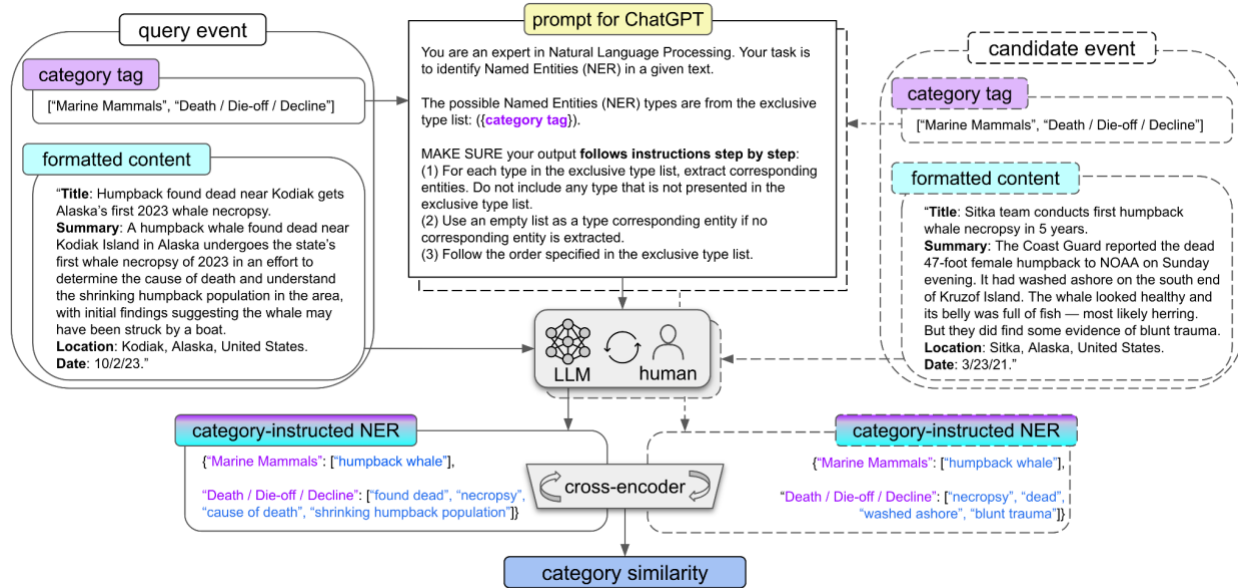 query event
category tag
[“Marine Mammals”, “Death / Die-off / Decline”]
formatted content
“Title: Humpback found dead near Kodiak gets
Alaska’s first 2023 whale necropsy.
Summary: A humpback whale found dead near
Kodiak Island in Alaska undergoes the state’s
first whale necropsy of 2023 in an effort to
determine the cause of death and understand
the shrinking humpback population in the area,
with initial findings suggesting the whale may
have been struck by a boat.
Location: Kodiak, Alaska, United States.
Date: 10/2/23.”
prompt for ChatGPT
You are an expert in Natural Language Processing. Your task is
to identify Named Entities (NER) in a given text.
The possible Named Entities (NER) types are from the exclusive
type list: ({category tag}).
MAKE SURE your output follows instructions step by step:
(1) For each type in the exclusive type list, extract corresponding
entities. Do not include any type that is not presented in the
exclusive type list.
(2) Use an empty list as a type corresponding entity if no
corresponding entity is extracted.
(3) Follow the order specified in the exclusive type list.
candidate event
category tag
[“Marine Mammals”, “Death / Die-off / Decline”]
formatted content
“Title: Sitka team conducts first humpback
whale necropsy in 5 years.
Summary: The Coast Guard reported the dead
47-foot female humpback to NOAA on Sunday
evening. It had washed ashore on the south end
of Kruzof Island. The whale looked healthy and
its belly was full of fish — most likely herring.
But they did find some evidence of blunt trauma.
Location: Sitka, Alaska, United States.
Date: 3/23/21.”
LLM
human
category-instructed NER
{“Marine Mammals”: [“humpback whale”],
“Death / Die-off / Decline”: [“found dead”, “necropsy”,
“cause of death”, “shrinking humpback population”]}
cross-encoder
category-instructed NER
{“Marine Mammals”: [“humpback whale”],
“Death / Die-off / Decline”: [“necropsy”, “dead”,
“washed ashore”, “blunt trauma”]}
category similarity